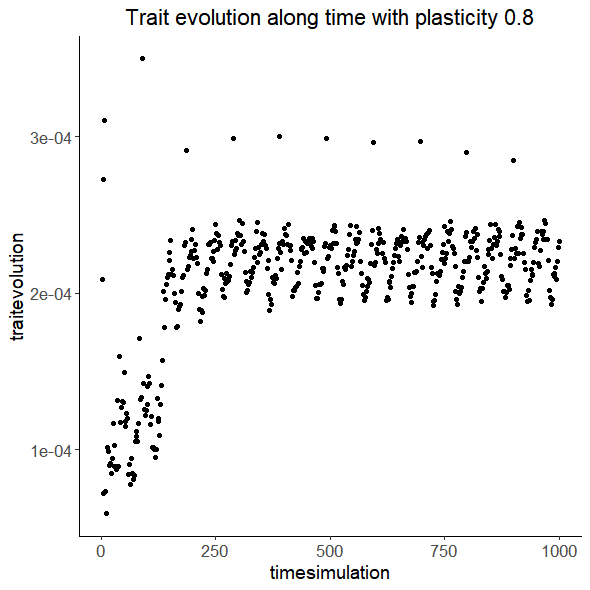 Trait evolution along time with plasticity 0.8
traitevolution
3e-04
2e-04
1e-04
0 250 500 750 1000
timesimulation